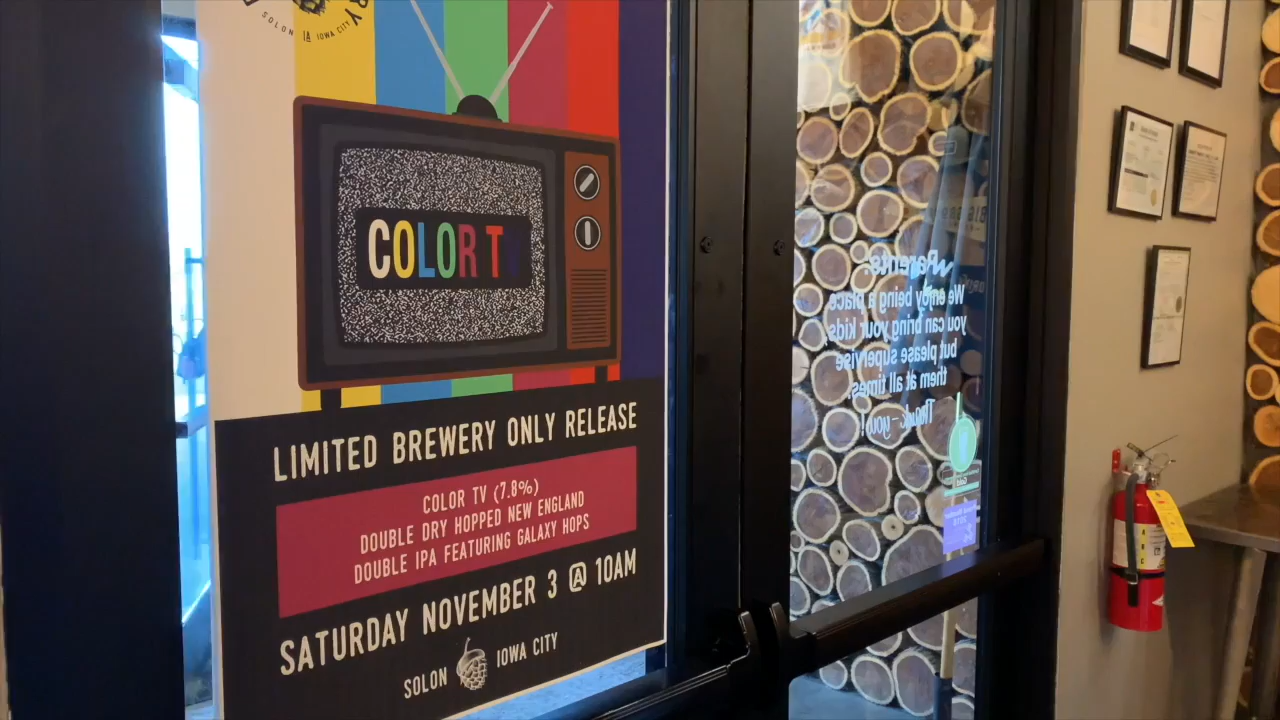 SOLON IA IOWA CITY
COLOR TV
LIMITED BREWERY ONLY RELEASE
COLOR TV (7.8%)
DOUBLE DRY HOPPED NEW ENGLAND
DOUBLE IPA FEATURING GALAXY HOPS
SATURDAY NOVEMBER 3 @ 10AM
SOLON IOWA CITY
Parents:
We enjoy being a place
you can bring your kids
but please supervise
them at all times.
Thank-you!